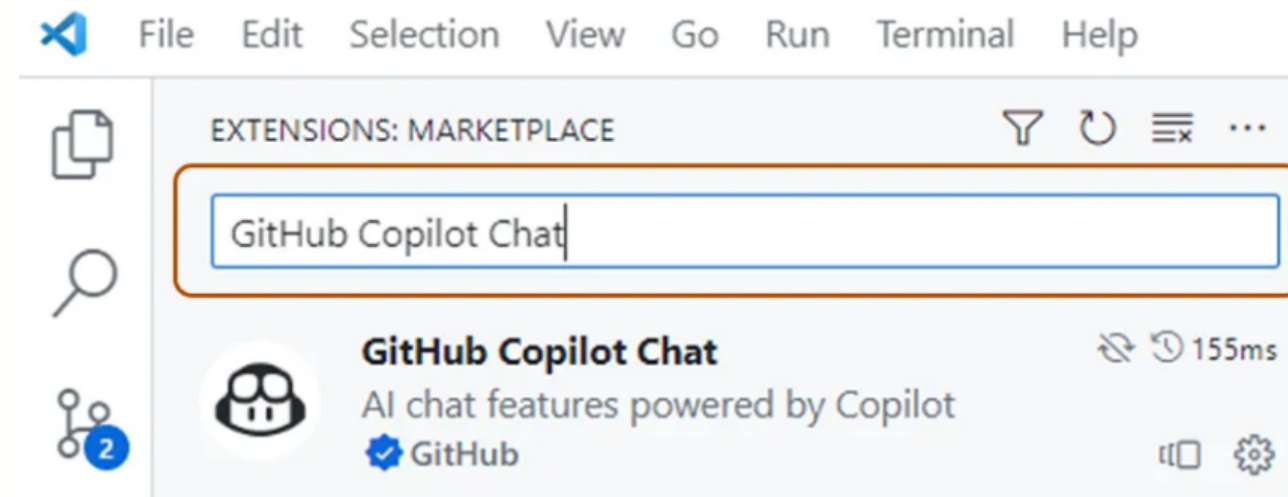 File Edit Selection View Go Run Terminal Help
EXTENSIONS: MARKETPLACE
GitHub Copilot Chat
GitHub Copilot Chat
155ms
AI chat features powered by Copilot
GitHub
2